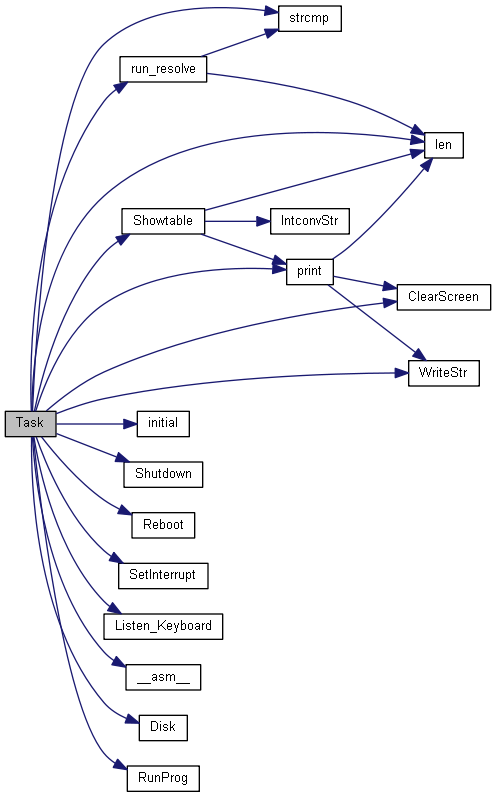 strcmp
run_resolve
len
Showtable
IntconvStr
print
ClearScreen
WriteStr
Task
initial
Shutdown
Reboot
SetInterrupt
Listen_Keyboard
__asm__
Disk
RunProg